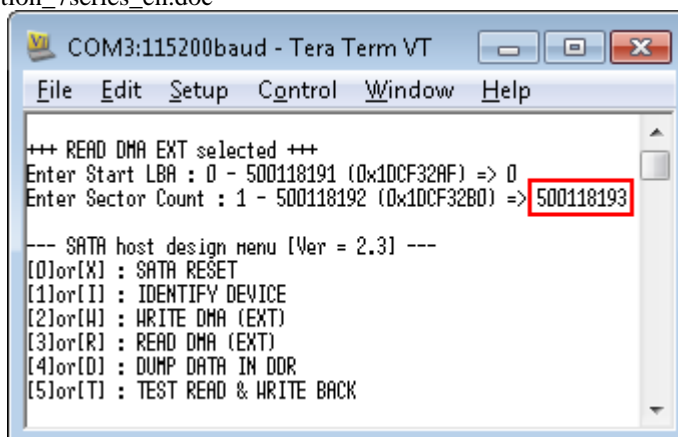 tion_7series_en.doc
COM3:115200baud - Tera Term VT
File Edit Setup Control Window Help
+++ READ DMA EXT selected +++
Enter Start LBA : 0 - 500118191 (0x1DCF32AF) => 0
Enter Sector Count : 1 - 500118192 (0x1DCF32B0) => 500118193
--- SATA host design menu [Ver = 2.3] ---
[0]or[X] : SATA RESET
[1]or[I] : IDENTIFY DEVICE
[2]or[W] : WRITE DMA (EXT)
[3]or[R] : READ DMA (EXT)
[4]or[D] : DUMP DATA IN DDR
[5]or[T] : TEST READ & WRITE BACK